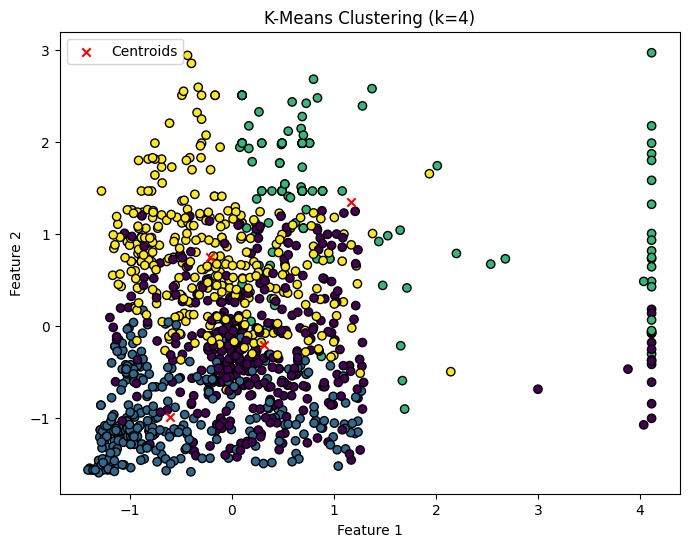 K-Means Clustering (k=4)
Centroids
3
2
1
0
−1
Feature 2
−1 0 1 2 3 4
Feature 1